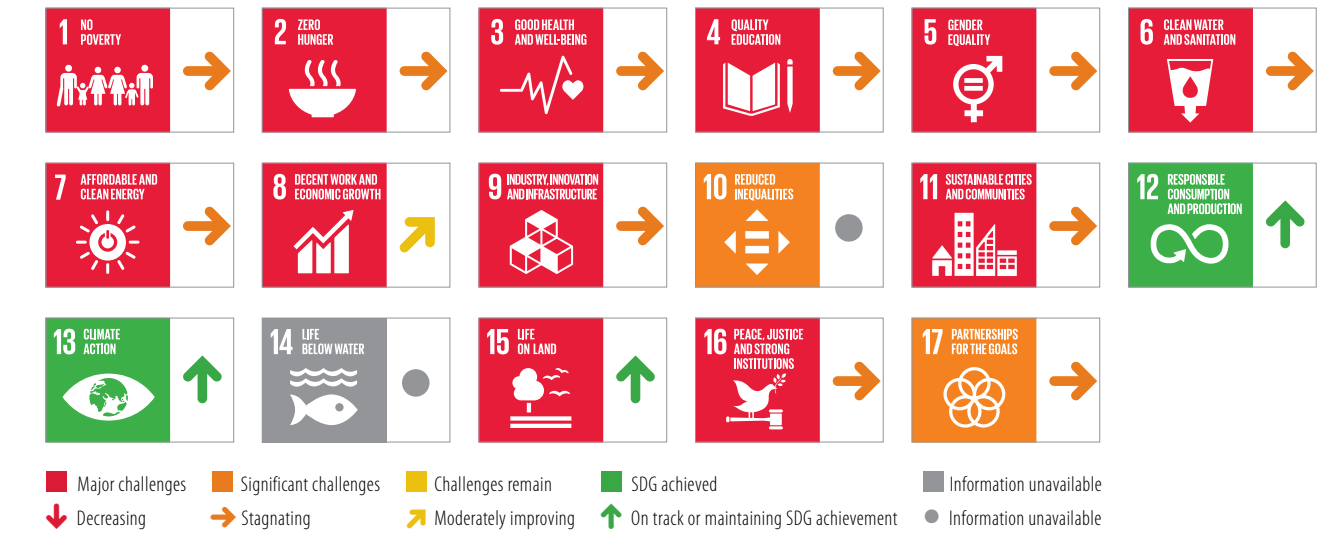 1 NO
POVERTY
2 ZERO
HUNGER
3 GOOD HEALTH
AND WELL-BEING
4 QUALITY
EDUCATION
5 GENDER
EQUALITY
6 CLEAN WATER
AND SANITATION
7 AFFORDABLE AND
CLEAN ENERGY
8 DECENT WORK AND
ECONOMIC GROWTH
9 INDUSTRY, INNOVATION
AND INFRASTRUCTURE
10 REDUCED
INEQUALITIES
11 SUSTAINABLE CITIES
AND COMMUNITIES
12 RESPONSIBLE
CONSUMPTION
AND PRODUCTION
13 CLIMATE
ACTION
14 LIFE
BELOW WATER
15 LIFE
ON LAND
16 PEACE, JUSTICE
AND STRONG
INSTITUTIONS
17 PARTNERSHIPS
FOR THE GOALS
Major challenges
Significant challenges
Challenges remain
SDG achieved
Information unavailable
Decreasing
Stagnating
Moderately improving
On track or maintaining SDG achievement
Information unavailable